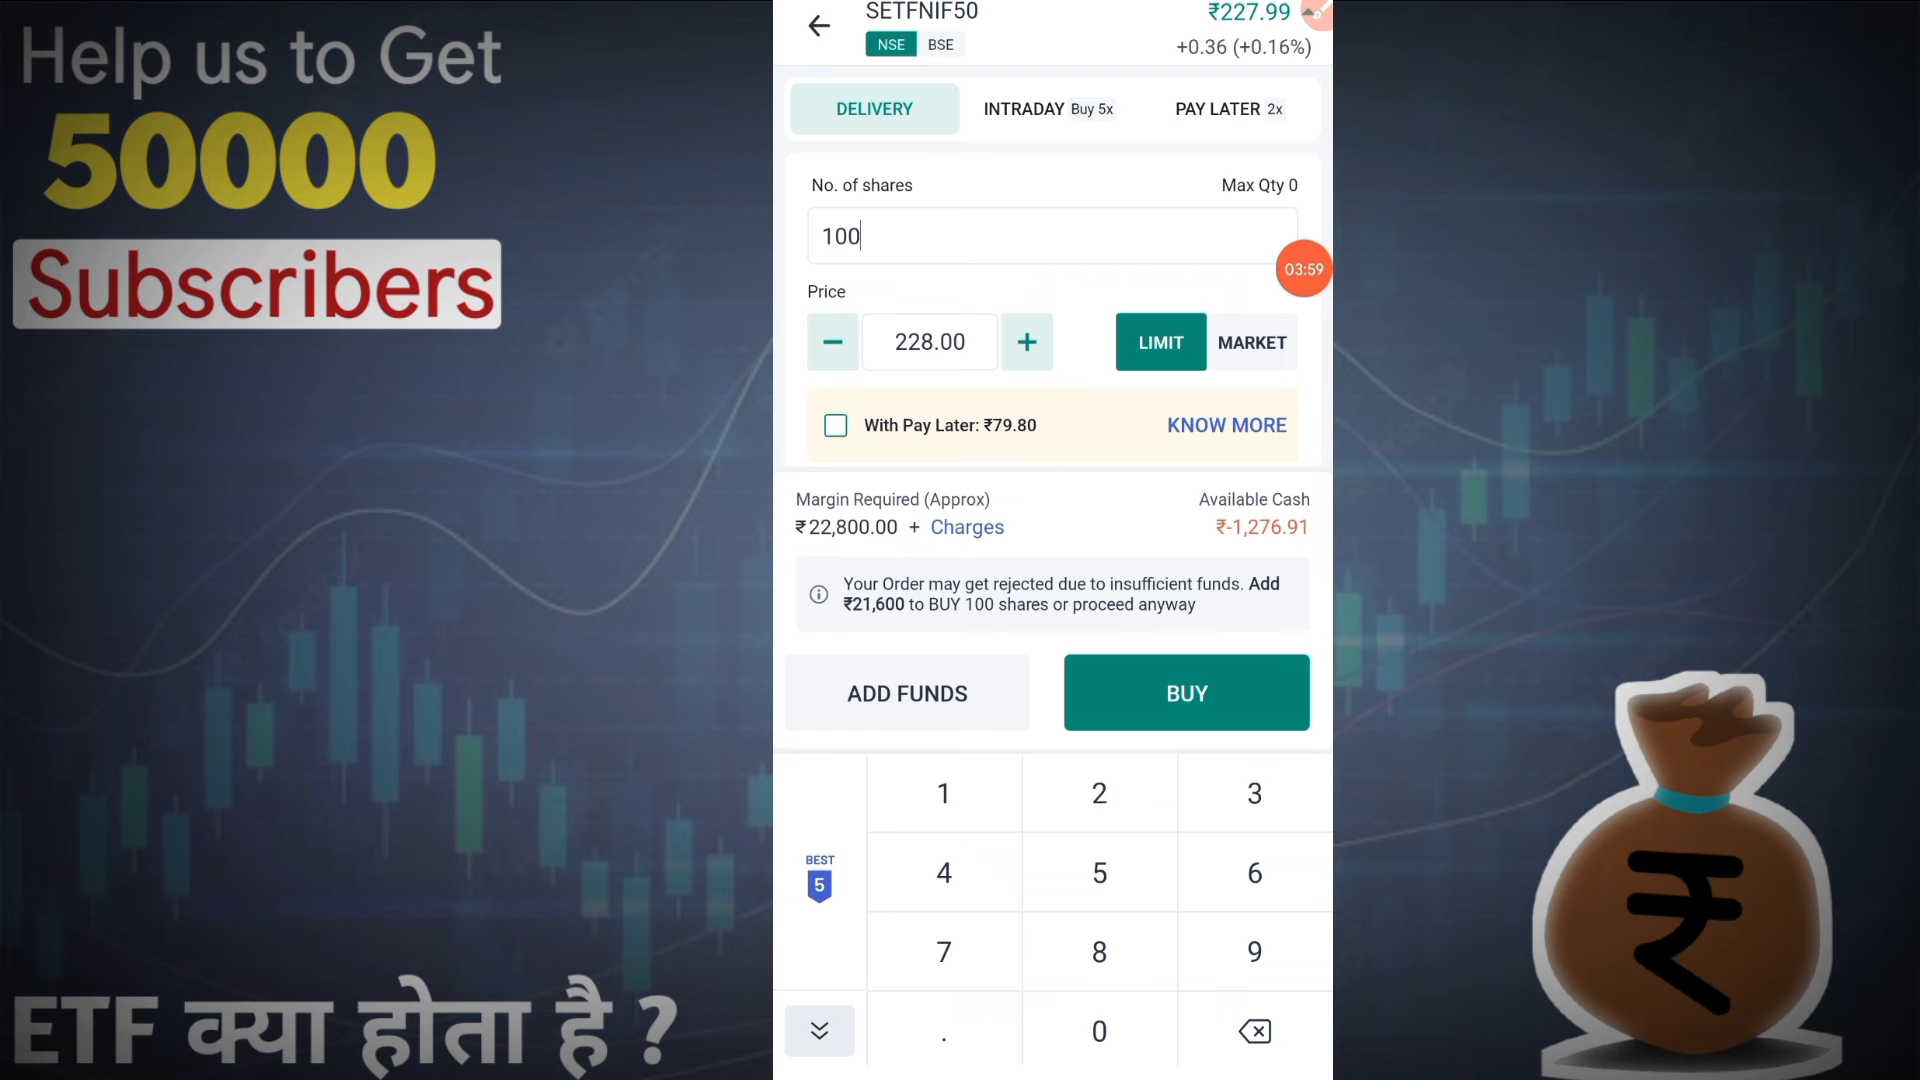 Help us to Get
50000
Subscribers
ETF क्या होता है ?
SETFNIF50
₹227.99
NSE BSE
+0.36 (+0.16%)
DELIVERY INTRADAY Buy 5x PAY LATER 2x
No. of shares Max Qty 0
100
03:59
Price
− 228.00 + LIMIT MARKET
With Pay Later: ₹79.80 KNOW MORE
Margin Required (Approx) Available Cash
₹22,800.00 + Charges ₹-1,276.91
Your Order may get rejected due to insufficient funds. Add
₹21,600 to BUY 100 shares or proceed anyway
ADD FUNDS BUY
1 2 3
BEST
5
4 5 6
7 8 9
. 0
₹